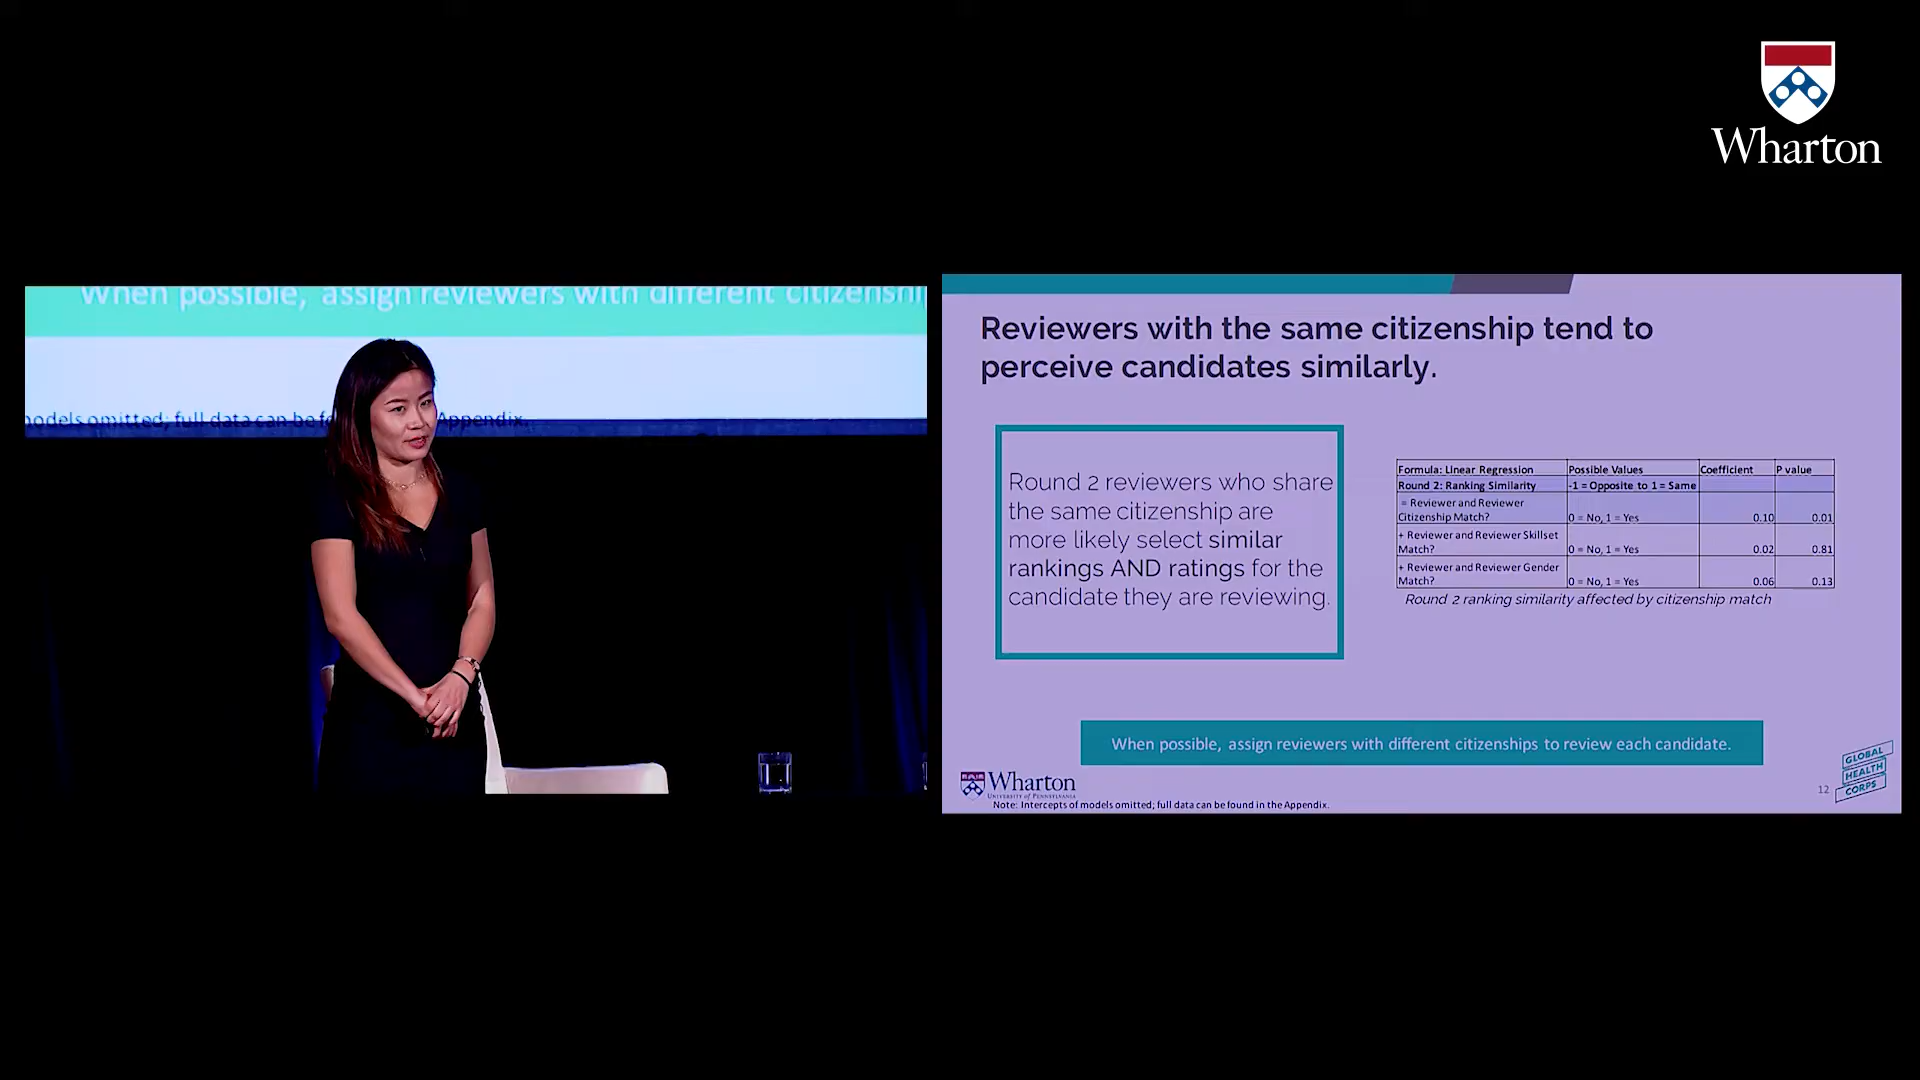 Wharton
When possible, assign reviewers with different
models omitted; full data can be
Appendix.
Reviewers with the same citizenship tend to
perceive candidates similarly.
Round 2 reviewers who share
the same citizenship are
more likely select similar
rankings AND ratings for the
candidate they are reviewing.
Formula: Linear Regression Possible Values Coefficient P value
Round 2: Ranking Similarity -1 = Opposite to 1 = Same
= Reviewer and Reviewer
Citizenship Match? 0 = No, 1 = Yes 0.10 0.01
+ Reviewer and Reviewer Skillset
Match? 0 = No, 1 = Yes 0.02 0.81
+ Reviewer and Reviewer Gender
Match? 0 = No, 1 = Yes 0.06 0.13
Round 2 ranking similarity affected by citizenship match
When possible, assign reviewers with different citizenships to review each candidate.
Wharton
UNIVERSITY of PENNSYLVANIA
Note: Intercepts of models omitted; full data can be found in the Appendix.
12
GLOBAL
HEALTH
CORPS